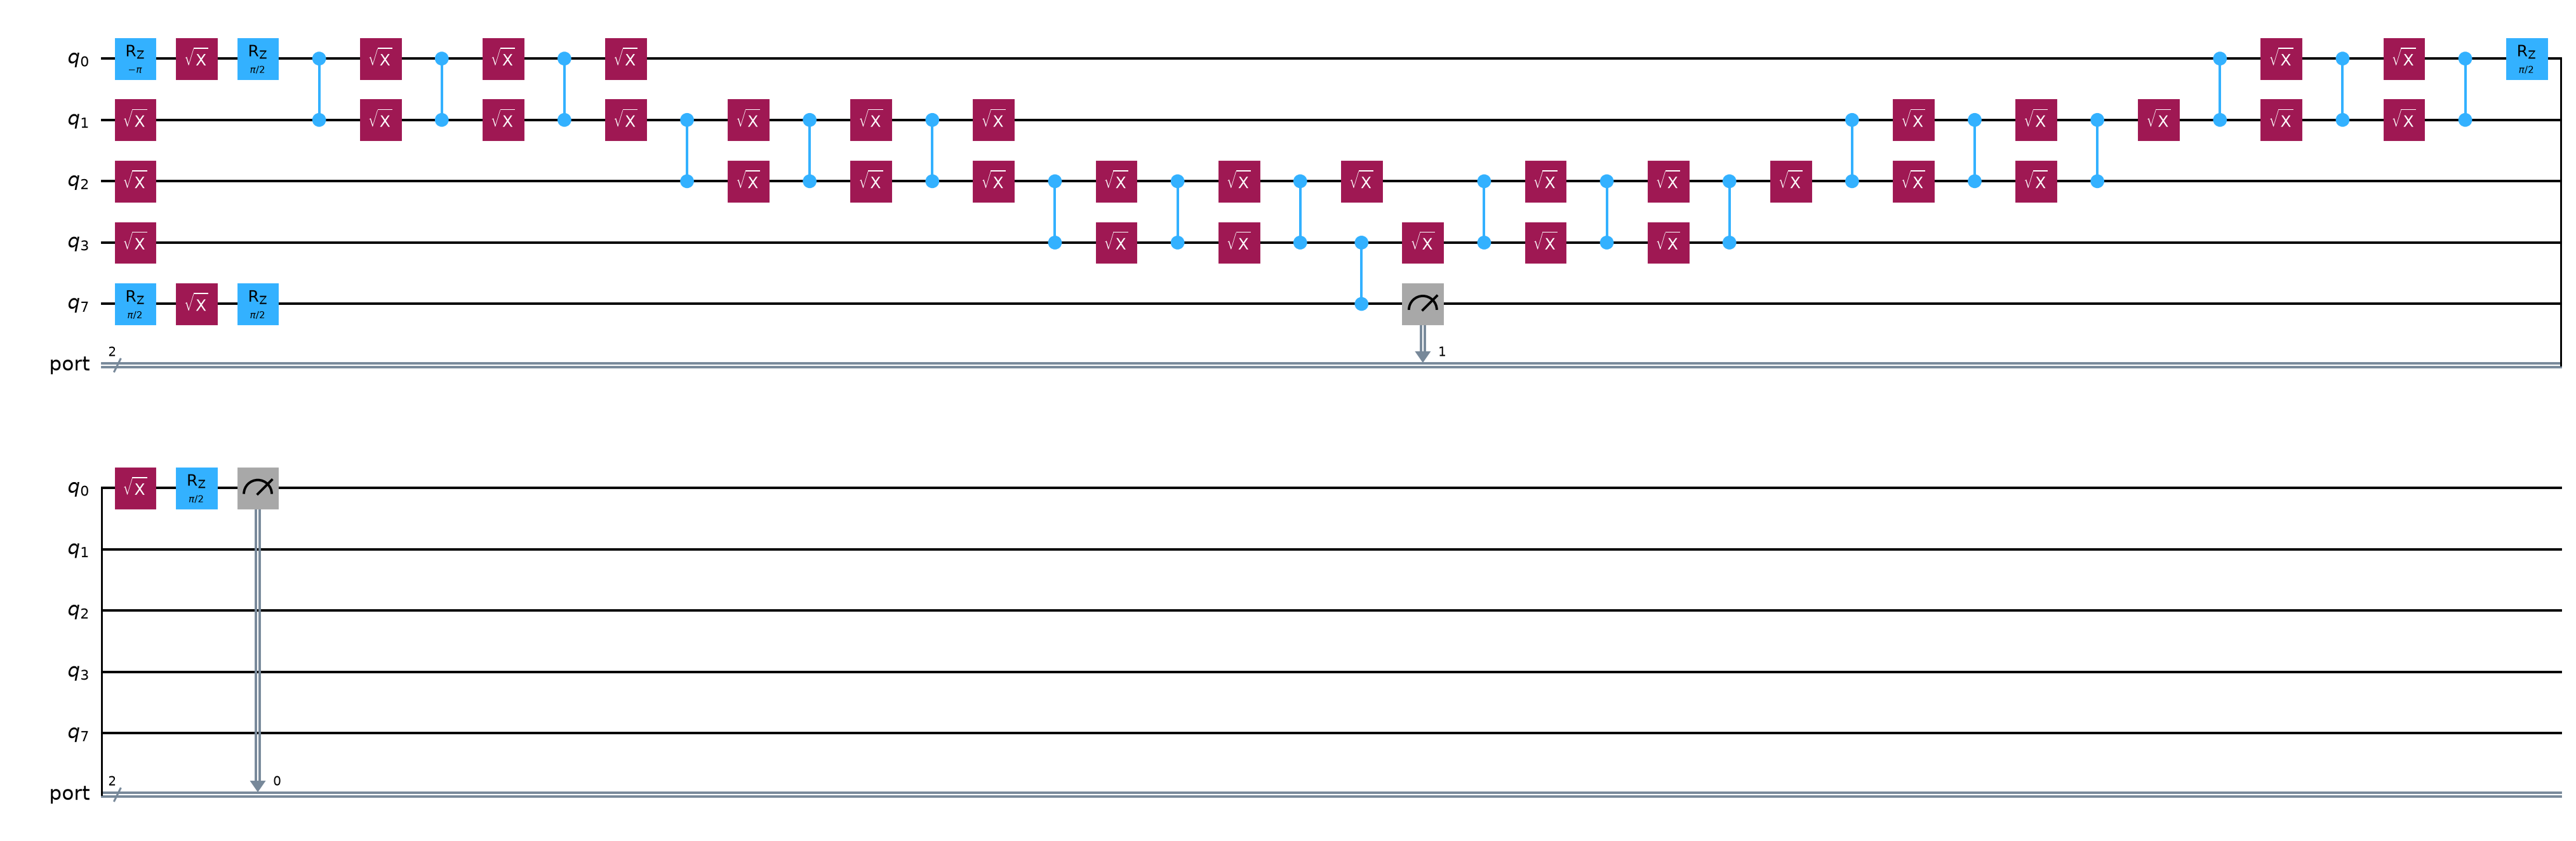 q0 RZ −π √X RZ π/2 √X √X √X √X √X RZ π/2
q1 √X √X √X √X √X √X √X √X √X √X √X √X
q2 √X √X √X √X √X √X √X √X √X √X √X √X
q3 √X √X √X √X √X √X
q7 RZ π/2 √X RZ π/2
port 2 1
q0 √X RZ π/2
q1
q2
q3
q7
port 2 0